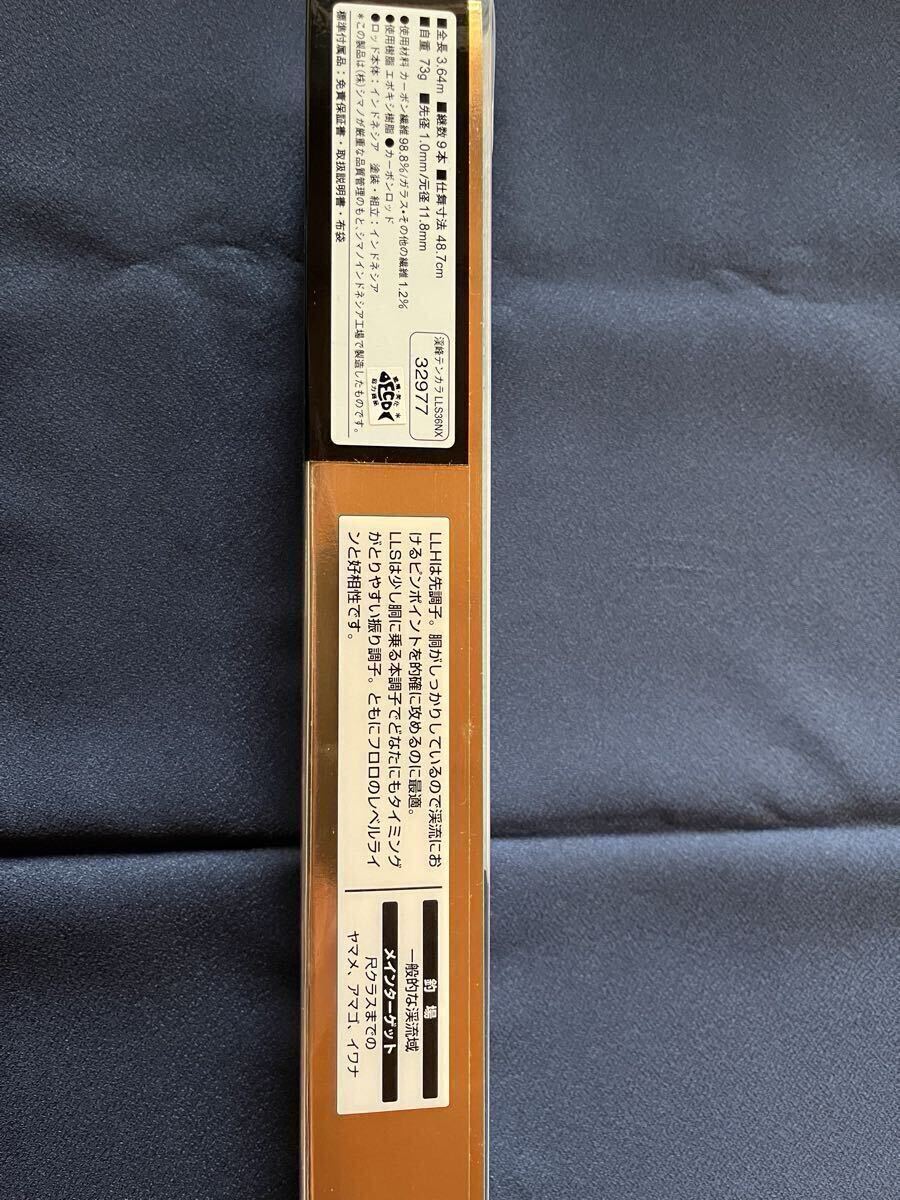 ■全長 3.64m ■継数 9本 ■仕舞寸法 48.7cm
■自重 73g ■先径 1.0mm/元径 11.8mm
●使用材料 カーボン繊維 98.8%/ガラス・その他の繊維 1.2%
●使用樹脂 エポキシ樹脂 ●カーボンロッド
●ロッド本体：インドネシア 塗装・組立：インドネシア
＊この製品は(株)シマノが厳重な品質管理のもと、シマノインドネシア工場で製造したものです。
標準付属品：免責保証書・取扱説明書・布袋
渓峰テンカラ LLS36NX
32977
LLHは先調子。胴がしっかりしているので渓流にお
けるピンポイントを的確に攻めるのに最適。
LLSは少し胴に乗る本調子でどなたにもタイミング
がとりやすい振り調子。ともにフロロのレベルライ
ンと好相性です。
釣場
一般的な渓流域
メインターゲット
尺クラスまでの
ヤマメ、アマゴ、イワナ